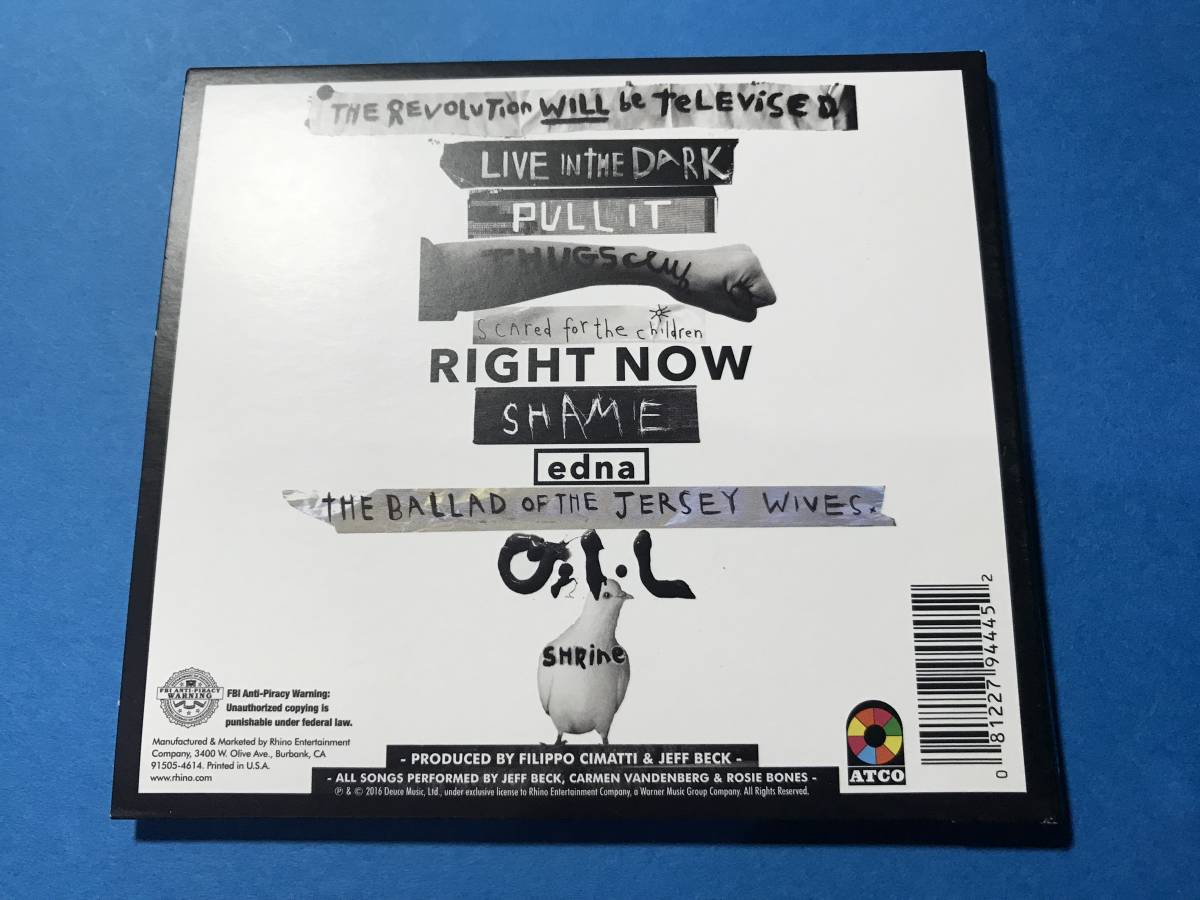 THE REVOLUTION WILL be TELEVISED
LIVE IN THE DARK
PULL IT
THUGS CLUB
scared for the children
RIGHT NOW
SHAME
edna
THE BALLAD OF THE JERSEY WIVES.
O.I.L
SHRINE
FBI ANTI-PIRACY
WARNING
FBI Anti-Piracy Warning:
Unauthorized copying is
punishable under federal law.
Manufactured & Marketed by Rhino Entertainment
Company, 3400 W. Olive Ave., Burbank, CA
91505-4614. Printed in U.S.A.
www.rhino.com
- PRODUCED BY FILIPPO CIMATTI & JEFF BECK -
- ALL SONGS PERFORMED BY JEFF BECK, CARMEN VANDENBERG & ROSIE BONES -
℗ & © 2016 Deuce Music, Ltd., under exclusive license to Rhino Entertainment Company, a Warner Music Group Company. All Rights Reserved.
ATCO
0 81227 94445 2